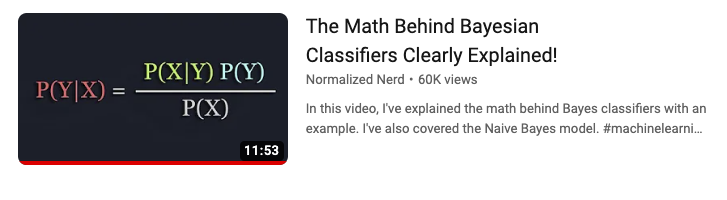 P(Y|X) = P(X|Y) P(Y)
P(X)
11:53
The Math Behind Bayesian
Classifiers Clearly Explained!
Normalized Nerd • 60K views
In this video, I've explained the math behind Bayes classifiers with an
example. I've also covered the Naive Bayes model. #machinelearni...